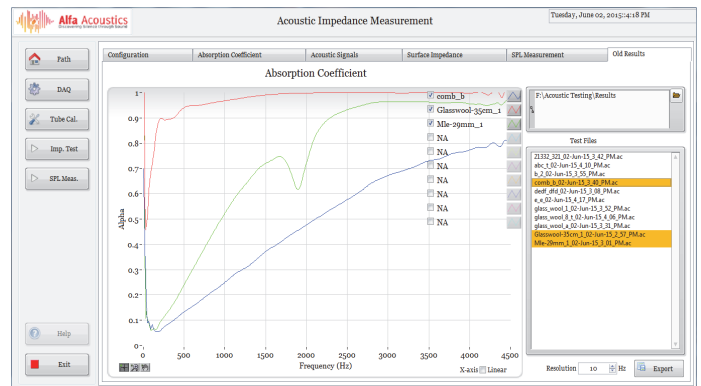 Alfa Acoustics
Discovering Science through Sound
Acoustic Impedance Measurement
Tuesday, June 02, 2015::4:18 PM
Path
DAQ
Tube Cal.
Imp. Test
SPL Meas.
Help
Exit
Configuration
Absorption Coefficient
Acoustic Signals
Surface Impedance
SPL Measurement
Old Results
Absorption Coefficient
comb_b
Glasswool-35cm_1
Mle-29mm_1
NA
NA
NA
NA
NA
NA
NA
Alpha
1
0.9
0.8
0.7
0.6
0.5
0.4
0.3
0.2
0.1
0
0
500
1000
1500
2000
2500
3000
3500
4000
4500
Frequency (Hz)
X-axis
Linear
F:\Acoustic Testing\Results
Test Files
21332_321_02-Jun-15_3_42_PM.ac
abc_t_02-Jun-15_4_10_PM.ac
b_2_02-Jun-15_3_55_PM.ac
comb_b_02-Jun-15_3_40_PM.ac
dedf_dfd_02-Jun-15_3_08_PM.ac
e_e_02-Jun-15_4_17_PM.ac
glass_wool_1_02-Jun-15_3_52_PM.ac
glass_wool_8_t_02-Jun-15_4_06_PM.ac
glass_wool_a_02-Jun-15_3_31_PM.ac
Glasswool-35cm_1_02-Jun-15_2_57_PM.ac
Mle-29mm_1_02-Jun-15_3_01_PM.ac
Resolution
10
Hz
Export